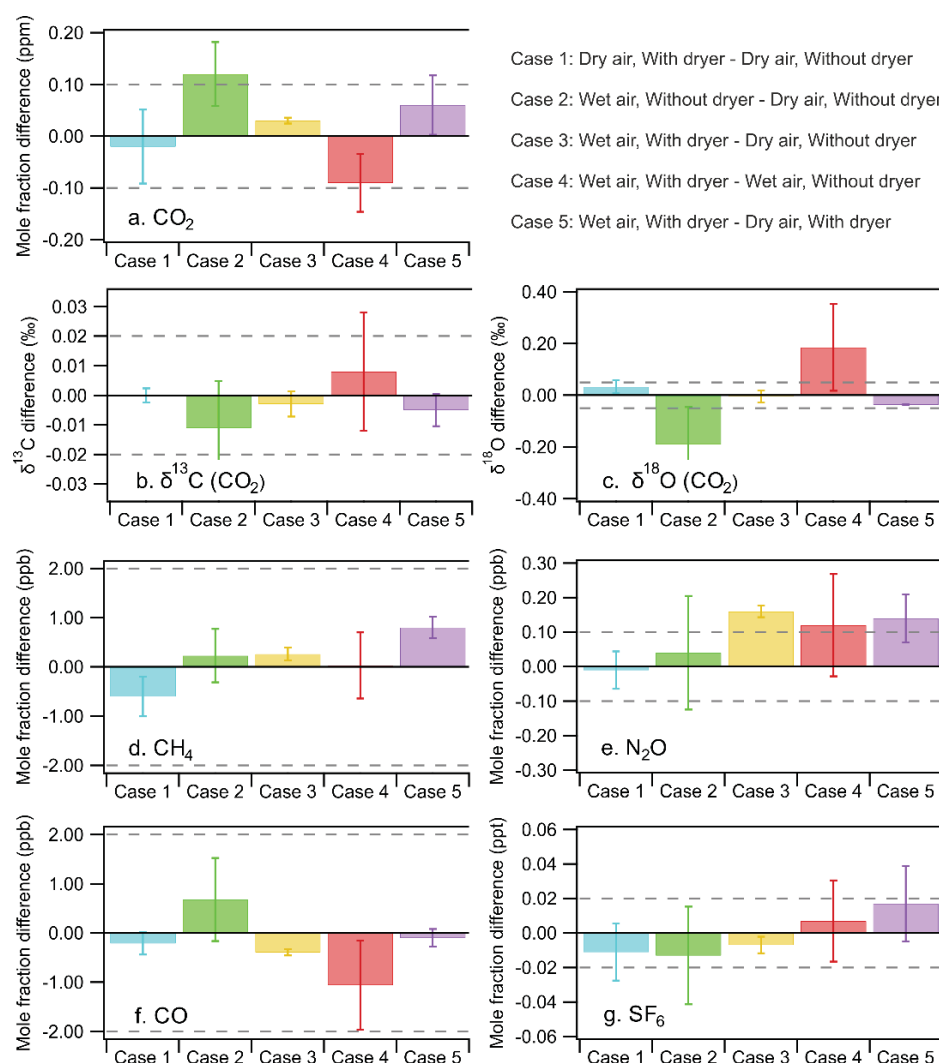 Mole fraction difference (ppm)
0.20
0.10
0.00
-0.10
-0.20
a. CO₂
Case 1 Case 2 Case 3 Case 4 Case 5
Case 1: Dry air, With dryer - Dry air, Without dryer
Case 2: Wet air, Without dryer - Dry air, Without dryer
Case 3: Wet air, With dryer - Dry air, Without dryer
Case 4: Wet air, With dryer - Wet air, Without dryer
Case 5: Wet air, With dryer - Dry air, With dryer
δ¹³C difference (‰)
0.03
0.02
0.01
0.00
-0.01
-0.02
-0.03
b. δ¹³C (CO₂)
Case 1 Case 2 Case 3 Case 4 Case 5
δ¹⁸O difference (‰)
0.40
0.20
0.00
-0.20
-0.40
c. δ¹⁸O (CO₂)
Case 1 Case 2 Case 3 Case 4 Case 5
Mole fraction difference (ppb)
2.00
1.00
0.00
-1.00
-2.00
d. CH₄
Case 1 Case 2 Case 3 Case 4 Case 5
Mole fraction difference (ppb)
0.30
0.20
0.10
0.00
-0.10
-0.20
-0.30
e. N₂O
Case 1 Case 2 Case 3 Case 4 Case 5
Mole fraction difference (ppb)
2.00
1.00
0.00
-1.00
-2.00
f. CO
Case 1 Case 2 Case 3 Case 4 Case 5
Mole fraction difference (ppt)
0.06
0.04
0.02
0.00
-0.02
-0.04
-0.06
g. SF₆
Case 1 Case 2 Case 3 Case 4 Case 5